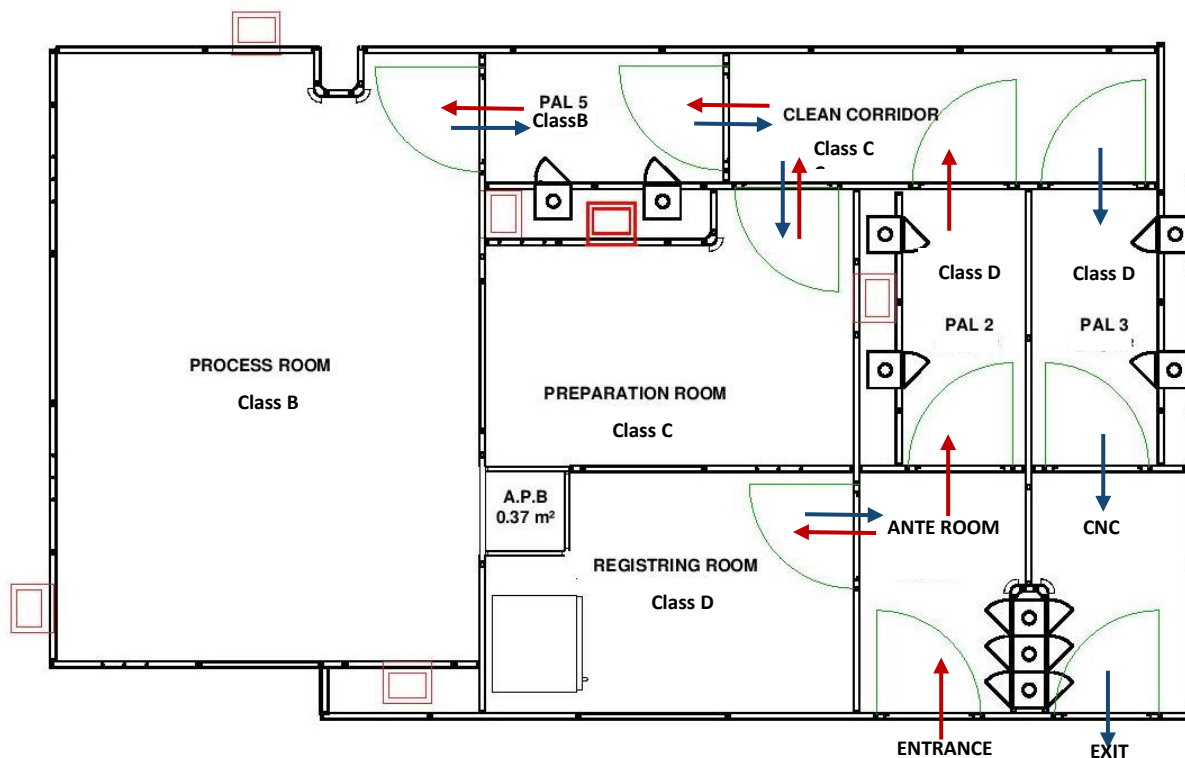 PAL 5
ClassB
CLEAN CORRIDOR
Class C
Class D
Class D
PAL 2
PAL 3
PROCESS ROOM
Class B
PREPARATION ROOM
Class C
A.P.B
0.37 m²
ANTE ROOM
CNC
REGISTRING ROOM
Class D
ENTRANCE
EXIT